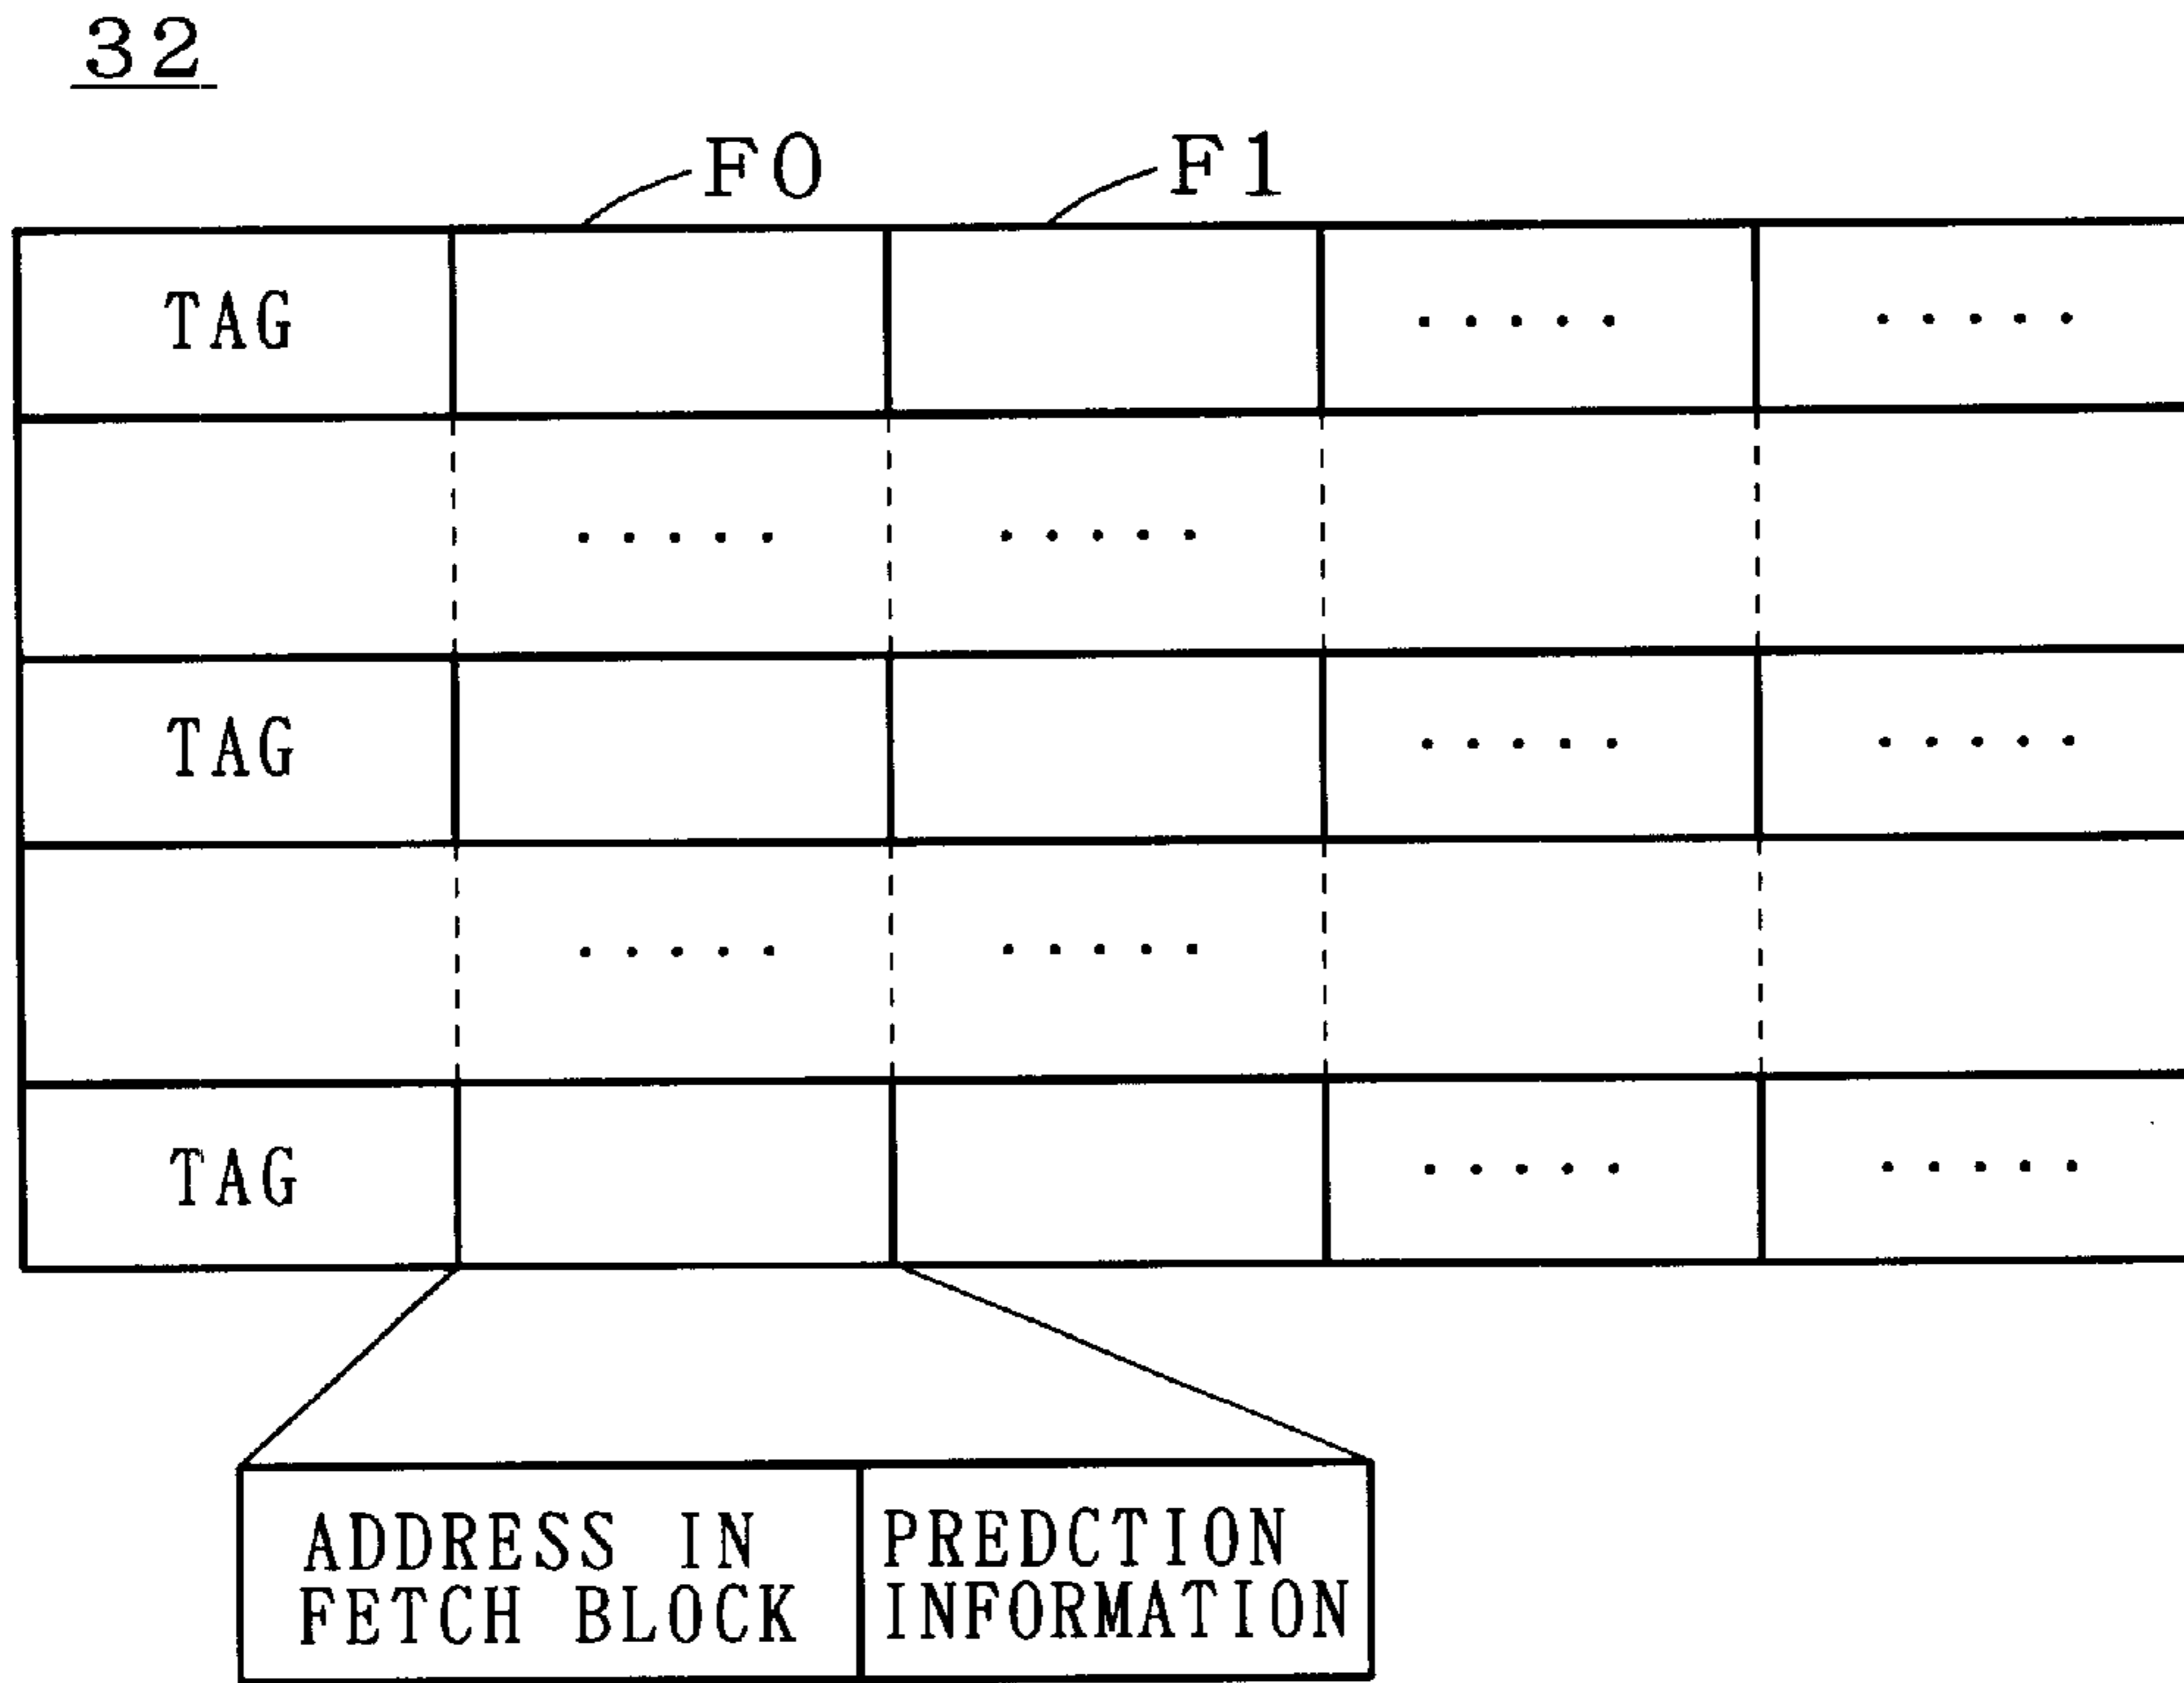 32
F0
F1
TAG
..... .....
..... .....
TAG
..... .....
..... .....
TAG
..... .....
ADDRESS IN
FETCH BLOCK
PREDCTION
INFORMATION